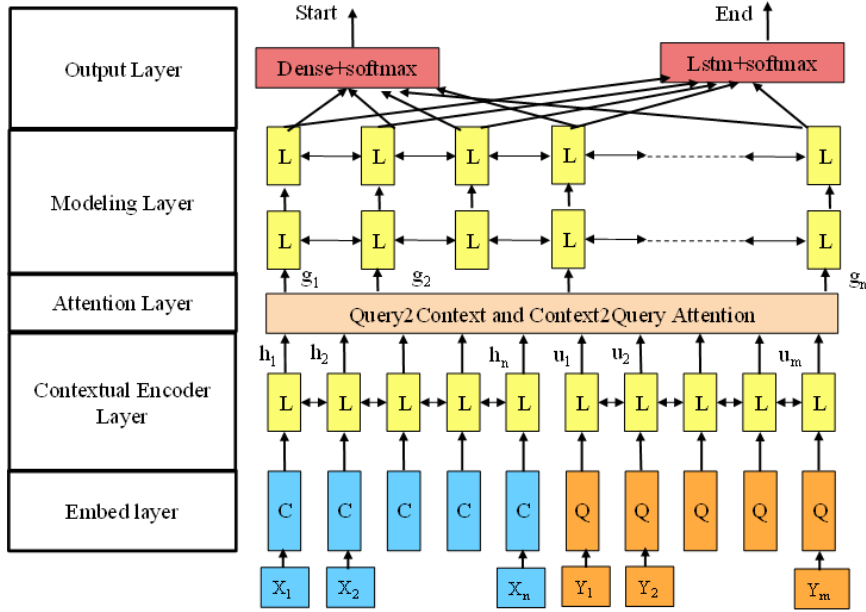 Start
End
Output Layer
Dense+softmax
Lstm+softmax
L L L L L
Modeling Layer
L L L L L
g1 g2 gn
Attention Layer
Query2Context and Context2Query Attention
h1 h2 hn u1 u2 um
Contextual Encoder
Layer
L L L L L L L L L L
Embed layer
C C C C C Q Q Q Q Q
X1 X2 Xn Y1 Y2 Ym